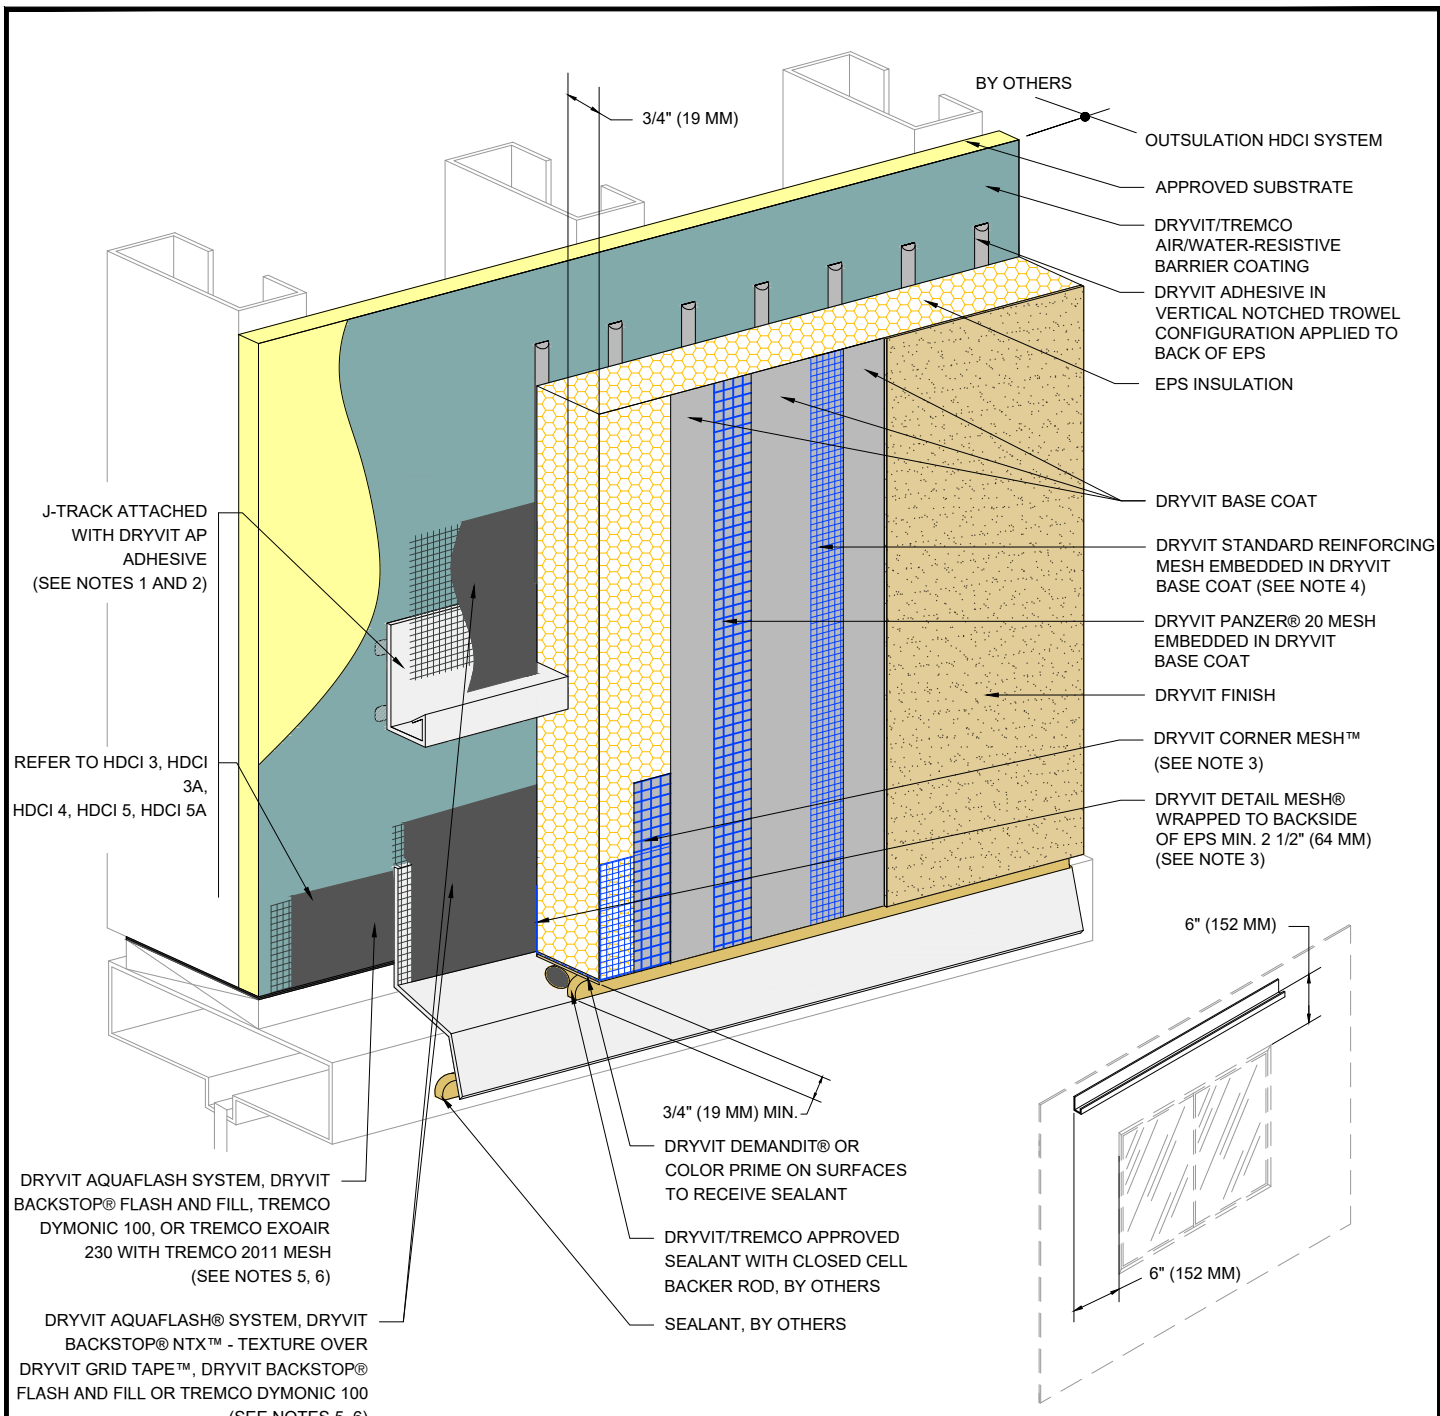 BY OTHERS
3/4" (19 MM)
OUTSULATION HDCI SYSTEM
APPROVED SUBSTRATE
DRYVIT/TREMCO
AIR/WATER-RESISTIVE
BARRIER COATING
DRYVIT ADHESIVE IN
VERTICAL NOTCHED TROWEL
CONFIGURATION APPLIED TO
BACK OF EPS
EPS INSULATION
DRYVIT BASE COAT
DRYVIT STANDARD REINFORCING
MESH EMBEDDED IN DRYVIT
BASE COAT (SEE NOTE 4)
DRYVIT PANZER® 20 MESH
EMBEDDED IN DRYVIT
BASE COAT
DRYVIT FINISH
DRYVIT CORNER MESH™
(SEE NOTE 3)
DRYVIT DETAIL MESH®
WRAPPED TO BACKSIDE
OF EPS MIN. 2 1/2" (64 MM)
(SEE NOTE 3)
J-TRACK ATTACHED
WITH DRYVIT AP
ADHESIVE
(SEE NOTES 1 AND 2)
REFER TO HDCI 3, HDCI
3A,
HDCI 4, HDCI 5, HDCI 5A
6" (152 MM)
3/4" (19 MM) MIN.
DRYVIT DEMANDIT® OR
COLOR PRIME ON SURFACES
TO RECEIVE SEALANT
DRYVIT/TREMCO APPROVED
SEALANT WITH CLOSED CELL
BACKER ROD, BY OTHERS
SEALANT, BY OTHERS
6" (152 MM)
DRYVIT AQUAFLASH SYSTEM, DRYVIT
BACKSTOP® FLASH AND FILL, TREMCO
DYMONIC 100, OR TREMCO EXOAIR
230 WITH TREMCO 2011 MESH
(SEE NOTES 5, 6)
DRYVIT AQUAFLASH® SYSTEM, DRYVIT
BACKSTOP® NTX™ - TEXTURE OVER
DRYVIT GRID TAPE™, DRYVIT BACKSTOP®
FLASH AND FILL OR TREMCO DYMONIC 100
(SEE NOTES 5, 6)